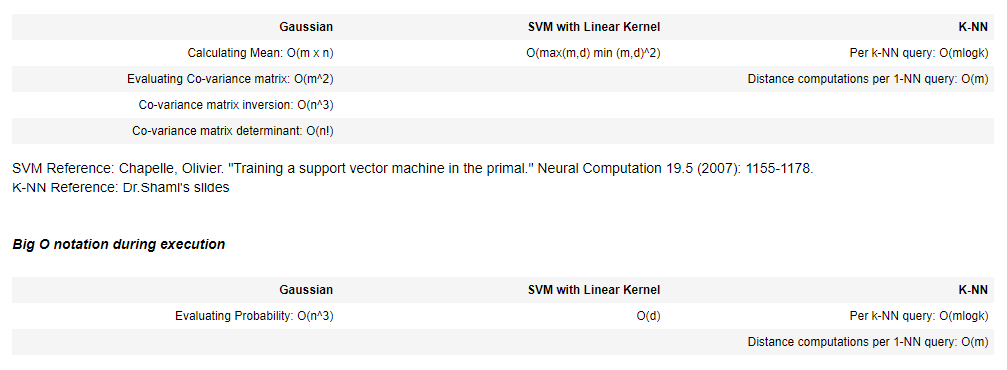 Gaussian SVM with Linear Kernel K-NN
Calculating Mean: O(m x n) O(max(m,d) min (m,d)^2) Per k-NN query: O(mlogk)
Evaluating Co-variance matrix: O(m^2) Distance computations per 1-NN query: O(m)
Co-variance matrix inversion: O(n^3)
Co-variance matrix determinant: O(n!)
SVM Reference: Chapelle, Olivier. "Training a support vector machine in the primal." Neural Computation 19.5 (2007): 1155-1178.
K-NN Reference: Dr.Shami's slides
Big O notation during execution
Gaussian SVM with Linear Kernel K-NN
Evaluating Probability: O(n^3) O(d) Per k-NN query: O(mlogk)
Distance computations per 1-NN query: O(m)